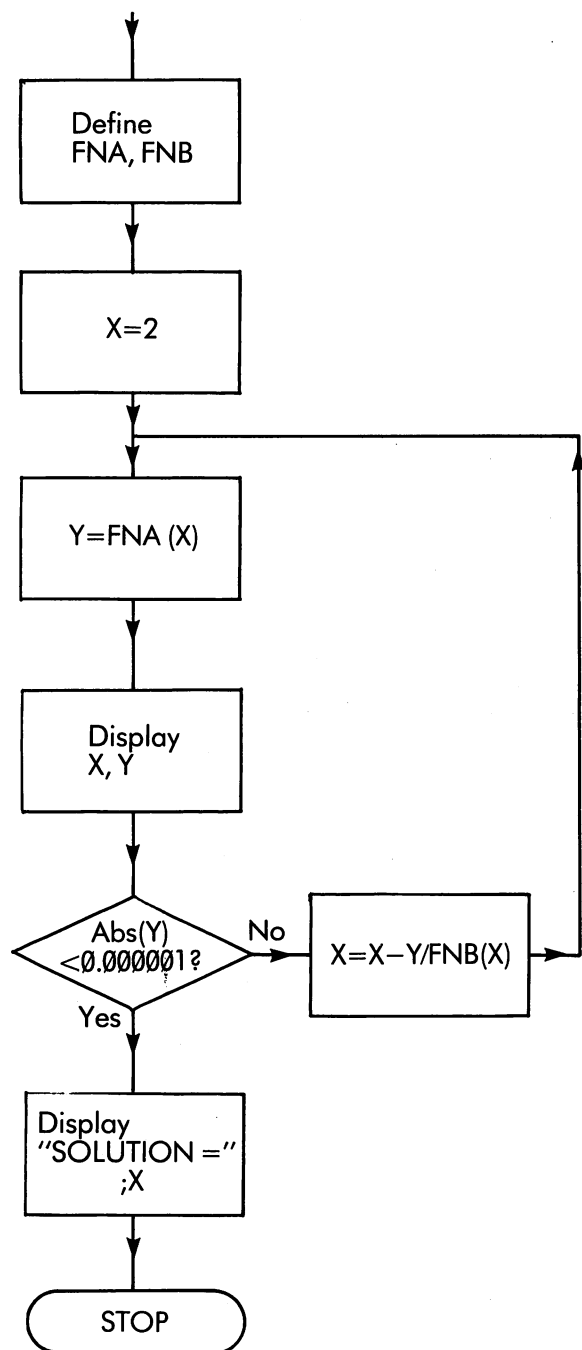 Define
FNA, FNB
X=2
Y=FNA (X)
Display
X, Y
Abs(Y)
<0.000001?
No
X=X−Y/FNB(X)
Yes
Display
"SOLUTION ="
;X
STOP